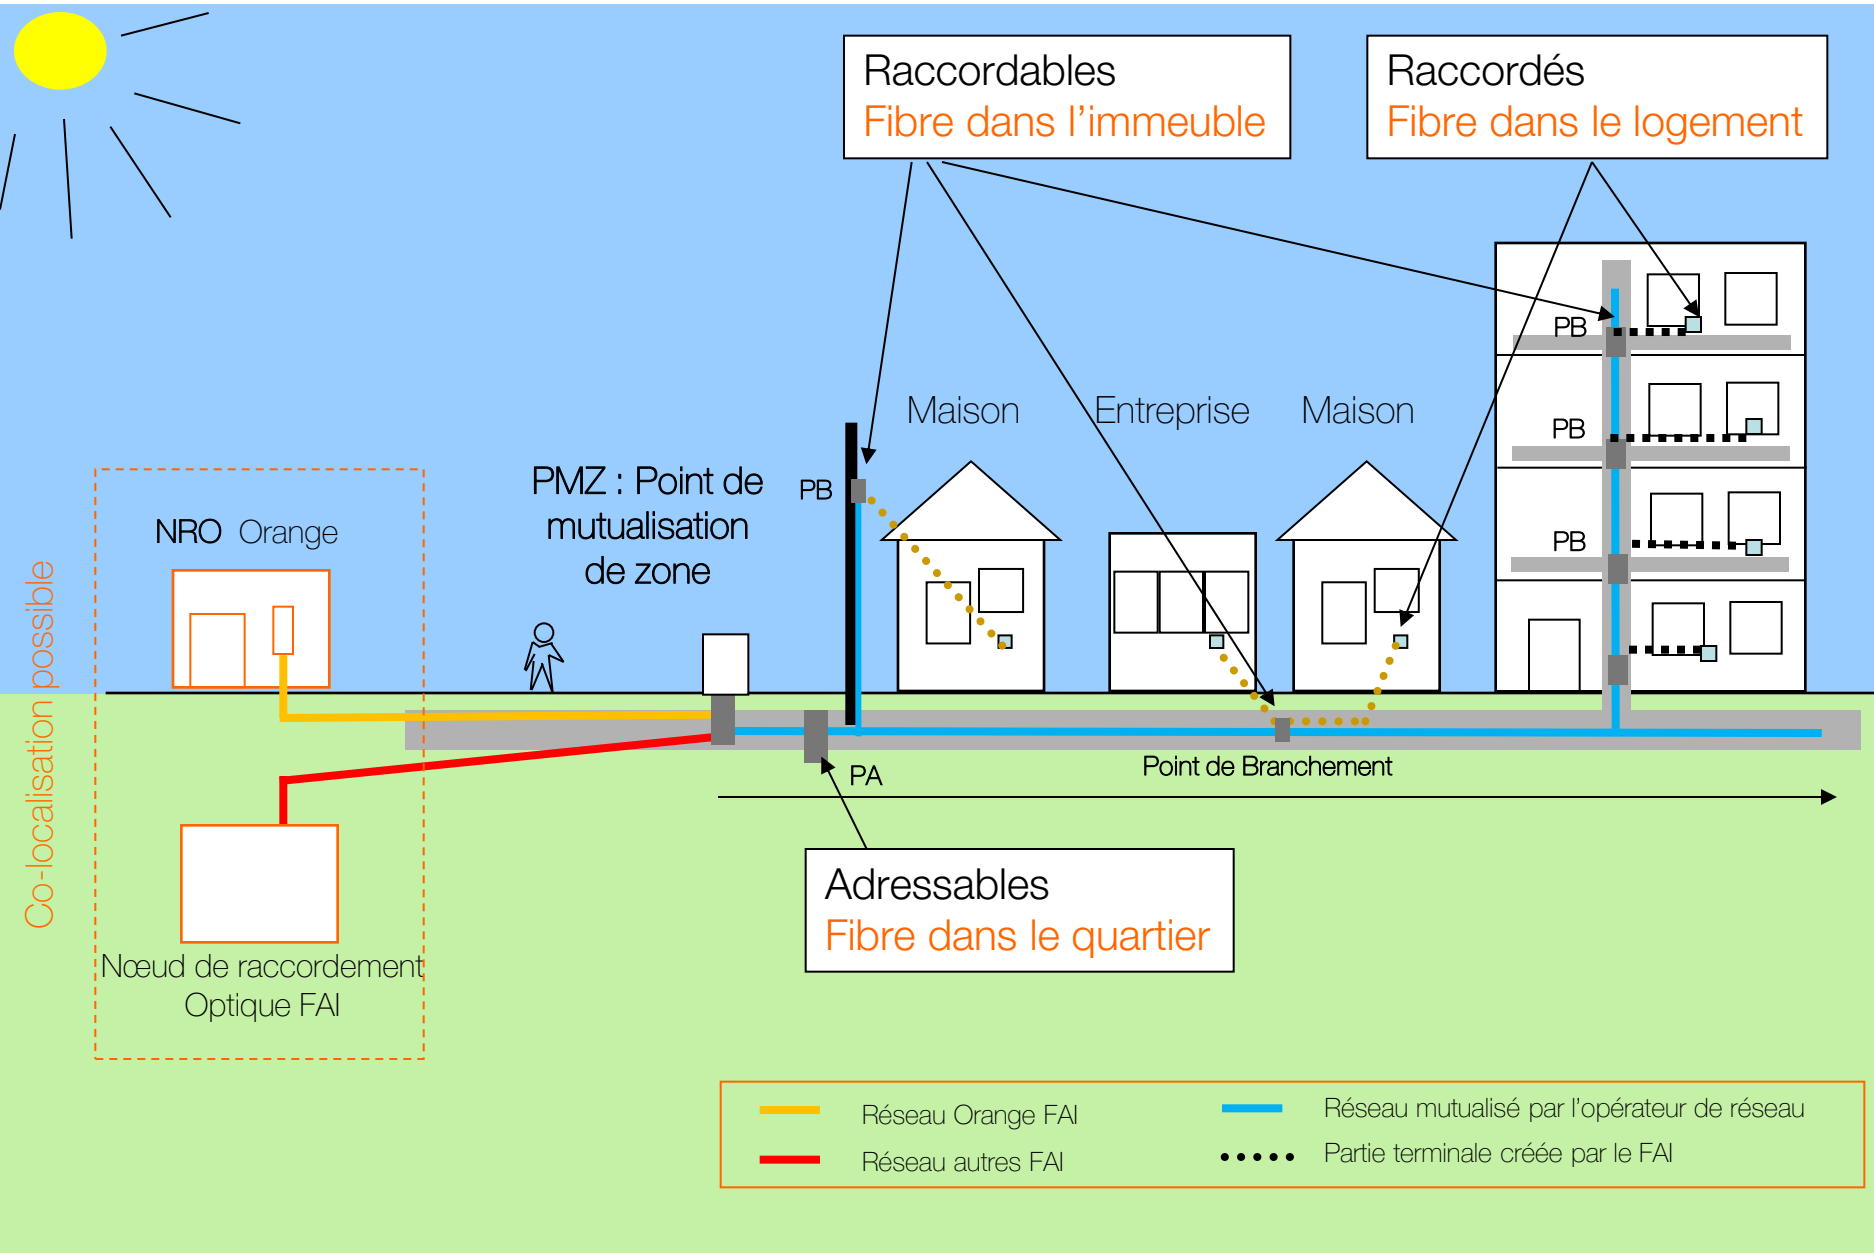 Raccordables
Fibre dans l'immeuble
Raccordés
Fibre dans le logement
PB
Maison
Entreprise
Maison
PB
PMZ : Point de
mutualisation
de zone
PB
NRO Orange
PB
Co-localisation possible
PA
Point de Branchement
Adressables
Fibre dans le quartier
Nœud de raccordement
Optique FAI
Réseau Orange FAI
Réseau mutualisé par l'opérateur de réseau
Réseau autres FAI
Partie terminale créée par le FAI